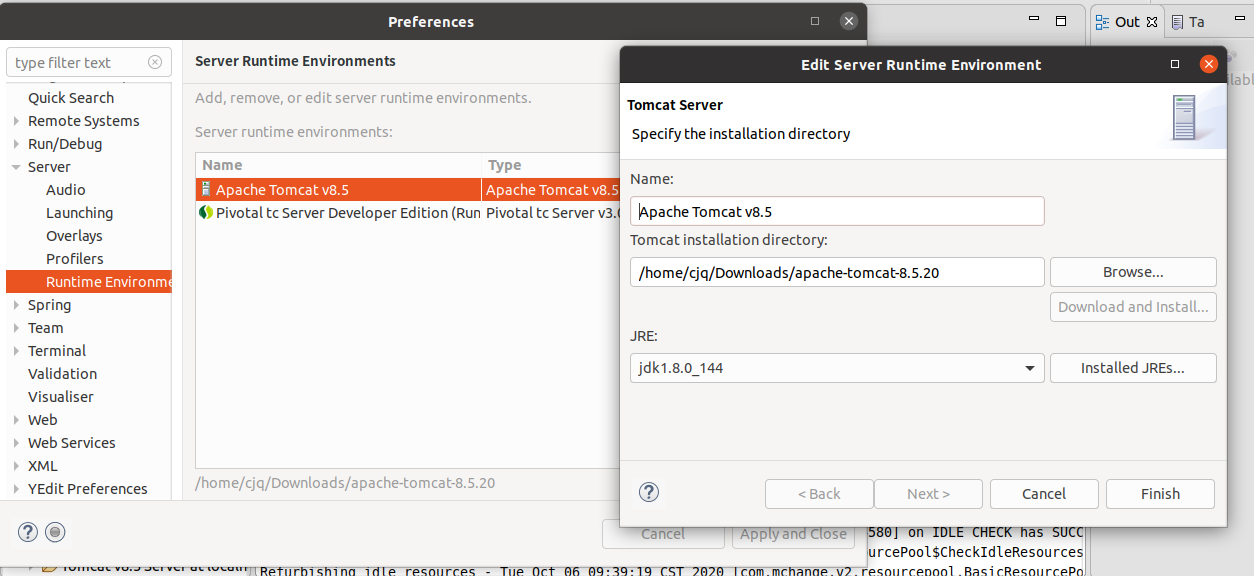 Preferences
Out
Ta
type filter text
Quick Search
Remote Systems
Run/Debug
Server
Audio
Launching
Overlays
Profilers
Runtime Environme
Spring
Team
Terminal
Validation
Visualiser
Web
Web Services
XML
YEdit Preferences
Server Runtime Environments
Add, remove, or edit server runtime environments.
Server runtime environments:
Name Type
Apache Tomcat v8.5 Apache Tomcat v8.5
Pivotal tc Server Developer Edition (Run Pivotal tc Server v3.0
/home/cjq/Downloads/apache-tomcat-8.5.20
Cancel
Apply and Close
Edit Server Runtime Environment
Tomcat Server
Specify the installation directory
Name:
Apache Tomcat v8.5
Tomcat installation directory:
/home/cjq/Downloads/apache-tomcat-8.5.20
Browse...
Download and Install...
JRE:
jdk1.8.0_144
Installed JREs...
?
< Back
Next >
Cancel
Finish
?
ilabl
580] on IDLE CHECK has SUCC
urcePool$CheckIdleResources
Tomcat v8.5 Server at localh
Refurbishing idle resources - Tue Oct 06 09:39:19 CST 2020 [com.mchange.v2.resourcepool.BasicResourcePo